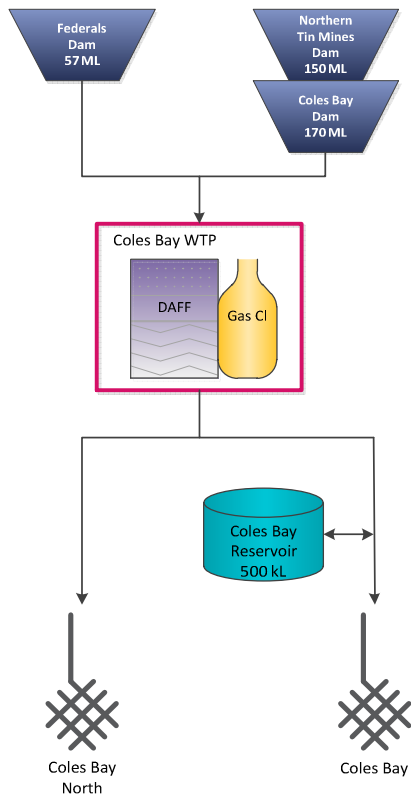 Federals
Dam
57 ML
Northern
Tin Mines
Dam
150 ML
Coles Bay
Dam
170 ML
Coles Bay WTP
DAFF
Gas Cl
Coles Bay
Reservoir
500 kL
Coles Bay
North
Coles Bay